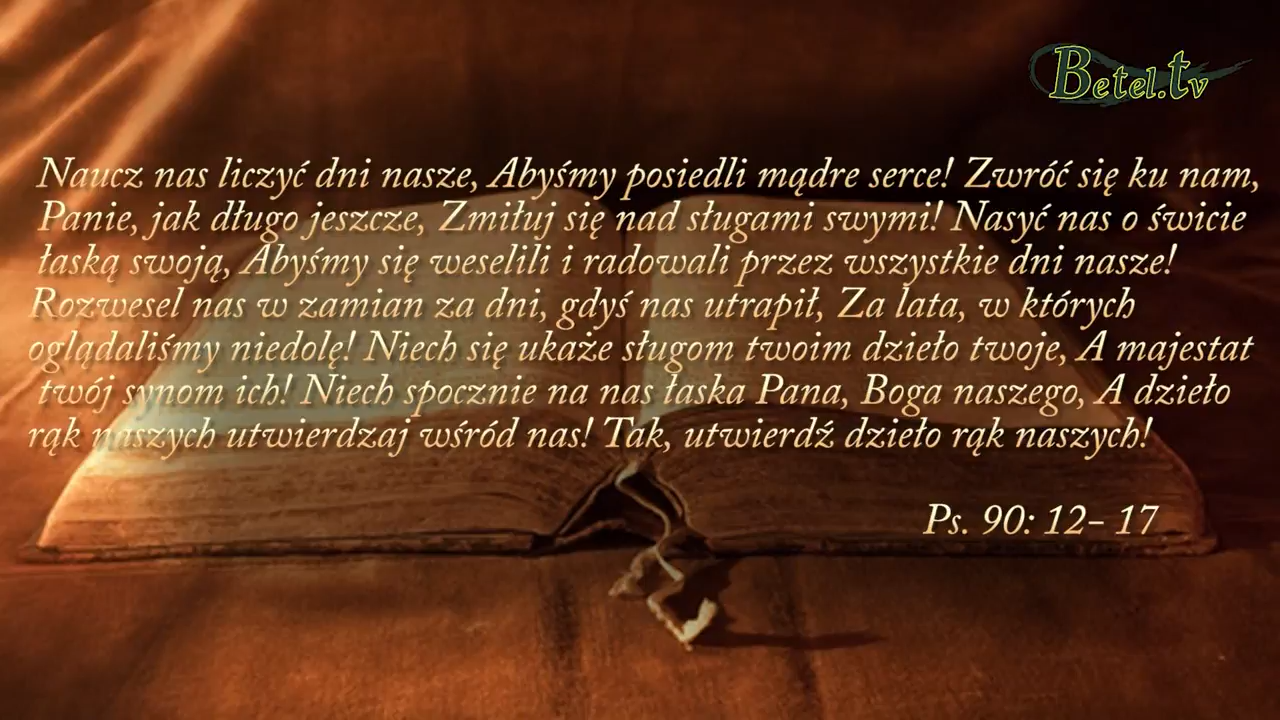 Betel.tv
Naucz nas liczyć dni nasze, Abyśmy posiedli mądre serce! Zwróć się ku nam,
Panie, jak długo jeszcze, Zmiłuj się nad sługami swymi! Nasyć nas o świcie
łaską swoją, Abyśmy się weselili i radowali przez wszystkie dni nasze!
Rozwesel nas w zamian za dni, gdyś nas utrapił, Za lata, w których
oglądaliśmy niedolę! Niech się ukaże sługom twoim dzieło twoje, A majestat
twój synom ich! Niech spocznie na nas łaska Pana, Boga naszego, A dzieło
rąk naszych utwierdzaj wśród nas! Tak, utwierdź dzieło rąk naszych!
Ps. 90: 12- 17